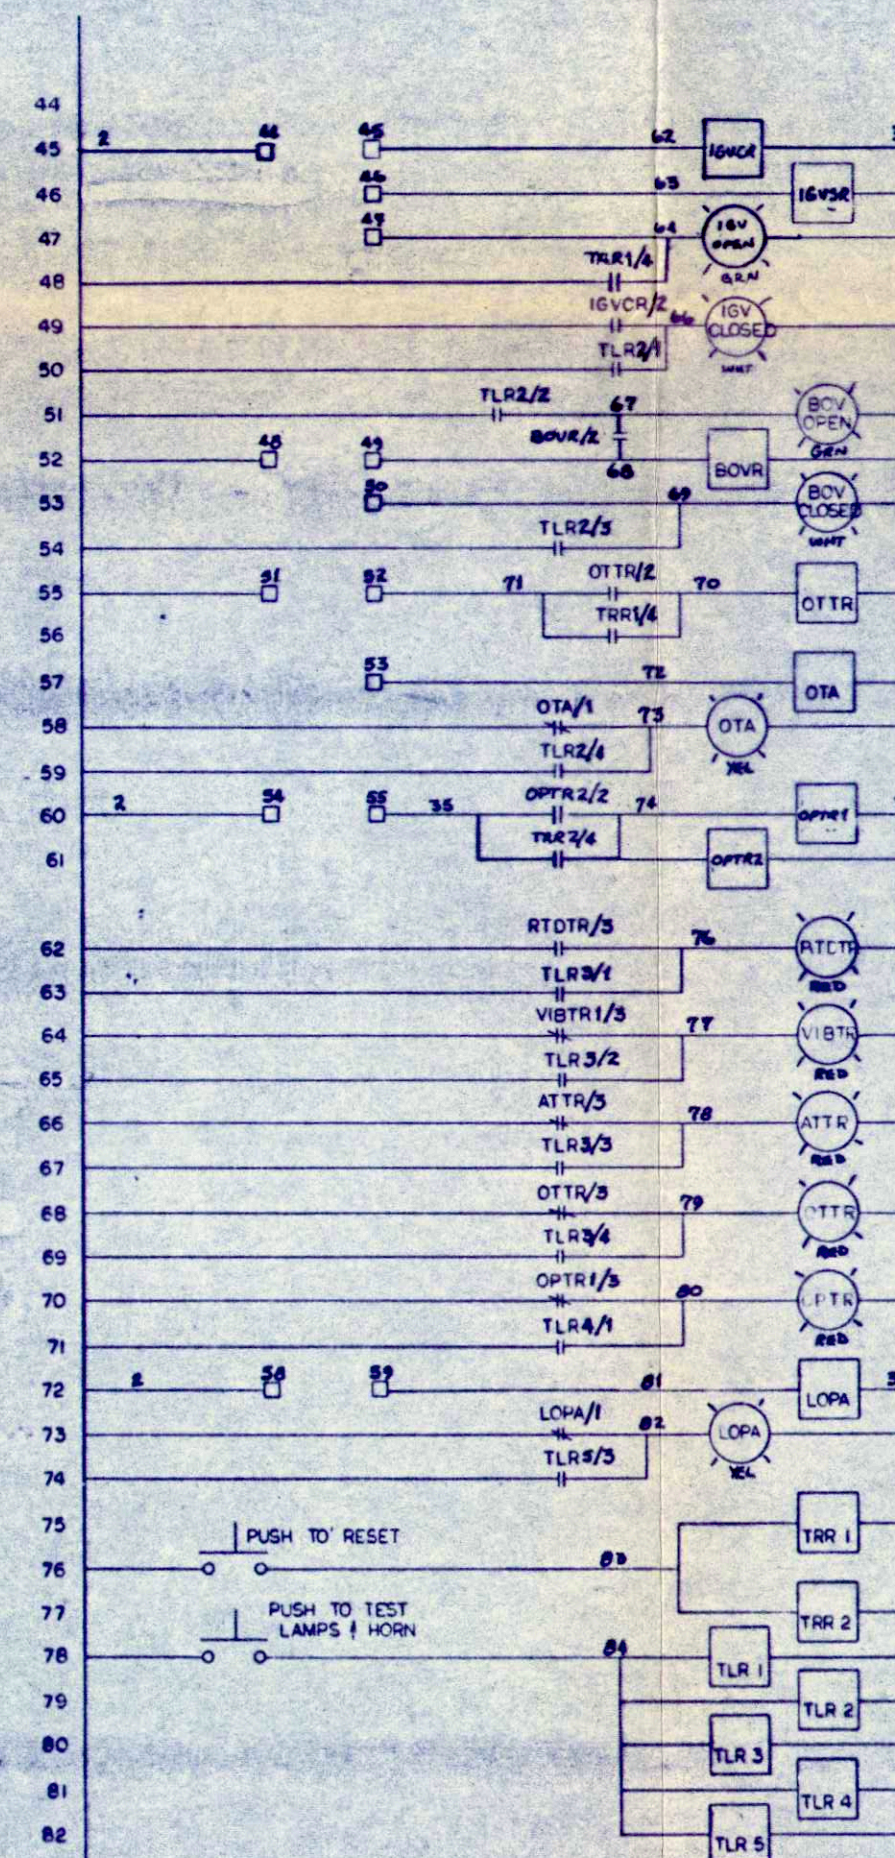 44
45 2 44 45 62 IGVCR
46 46 63 IGVSR
47 47 64 IGV OPEN GRN
48 TRR1/4
49 IGVCR/2 66 IGV CLOSED WHT
50 TLR2/1
51 TLR2/2 67 BOV OPEN GRN
52 48 49 BOVR/2 68 BOVR
53 50 69 BOV CLOSED WHT
54 TLR2/3
55 51 52 71 OTTR/2 70 OTTR
56 TRR1/4
57 53 72 OTA
58 OTA/1 73 OTA YEL
59 TLR2/4
60 2 54 55 35 OPTR2/2 74 OPTR1
61 TRR2/4 OPTR2
62 RTDTR/3 76 RTDTR RED
63 TLR3/1
64 VIBTR1/3 77 VIBTR RED
65 TLR3/2
66 ATTR/3 78 ATTR RED
67 TLR3/3
68 OTTR/3 79 OTTR RED
69 TLR3/4
70 OPTR1/3 80 OPTR RED
71 TLR4/1
72 2 58 59 81 LOPA
73 LOPA/1 82 LOPA YEL
74 TLR5/3
75 PUSH TO RESET TRR 1
76 83
77 PUSH TO TEST LAMPS & HORN TRR 2
78 84 TLR 1
79 TLR 2
80 TLR 3
81 TLR 4
82 TLR 5